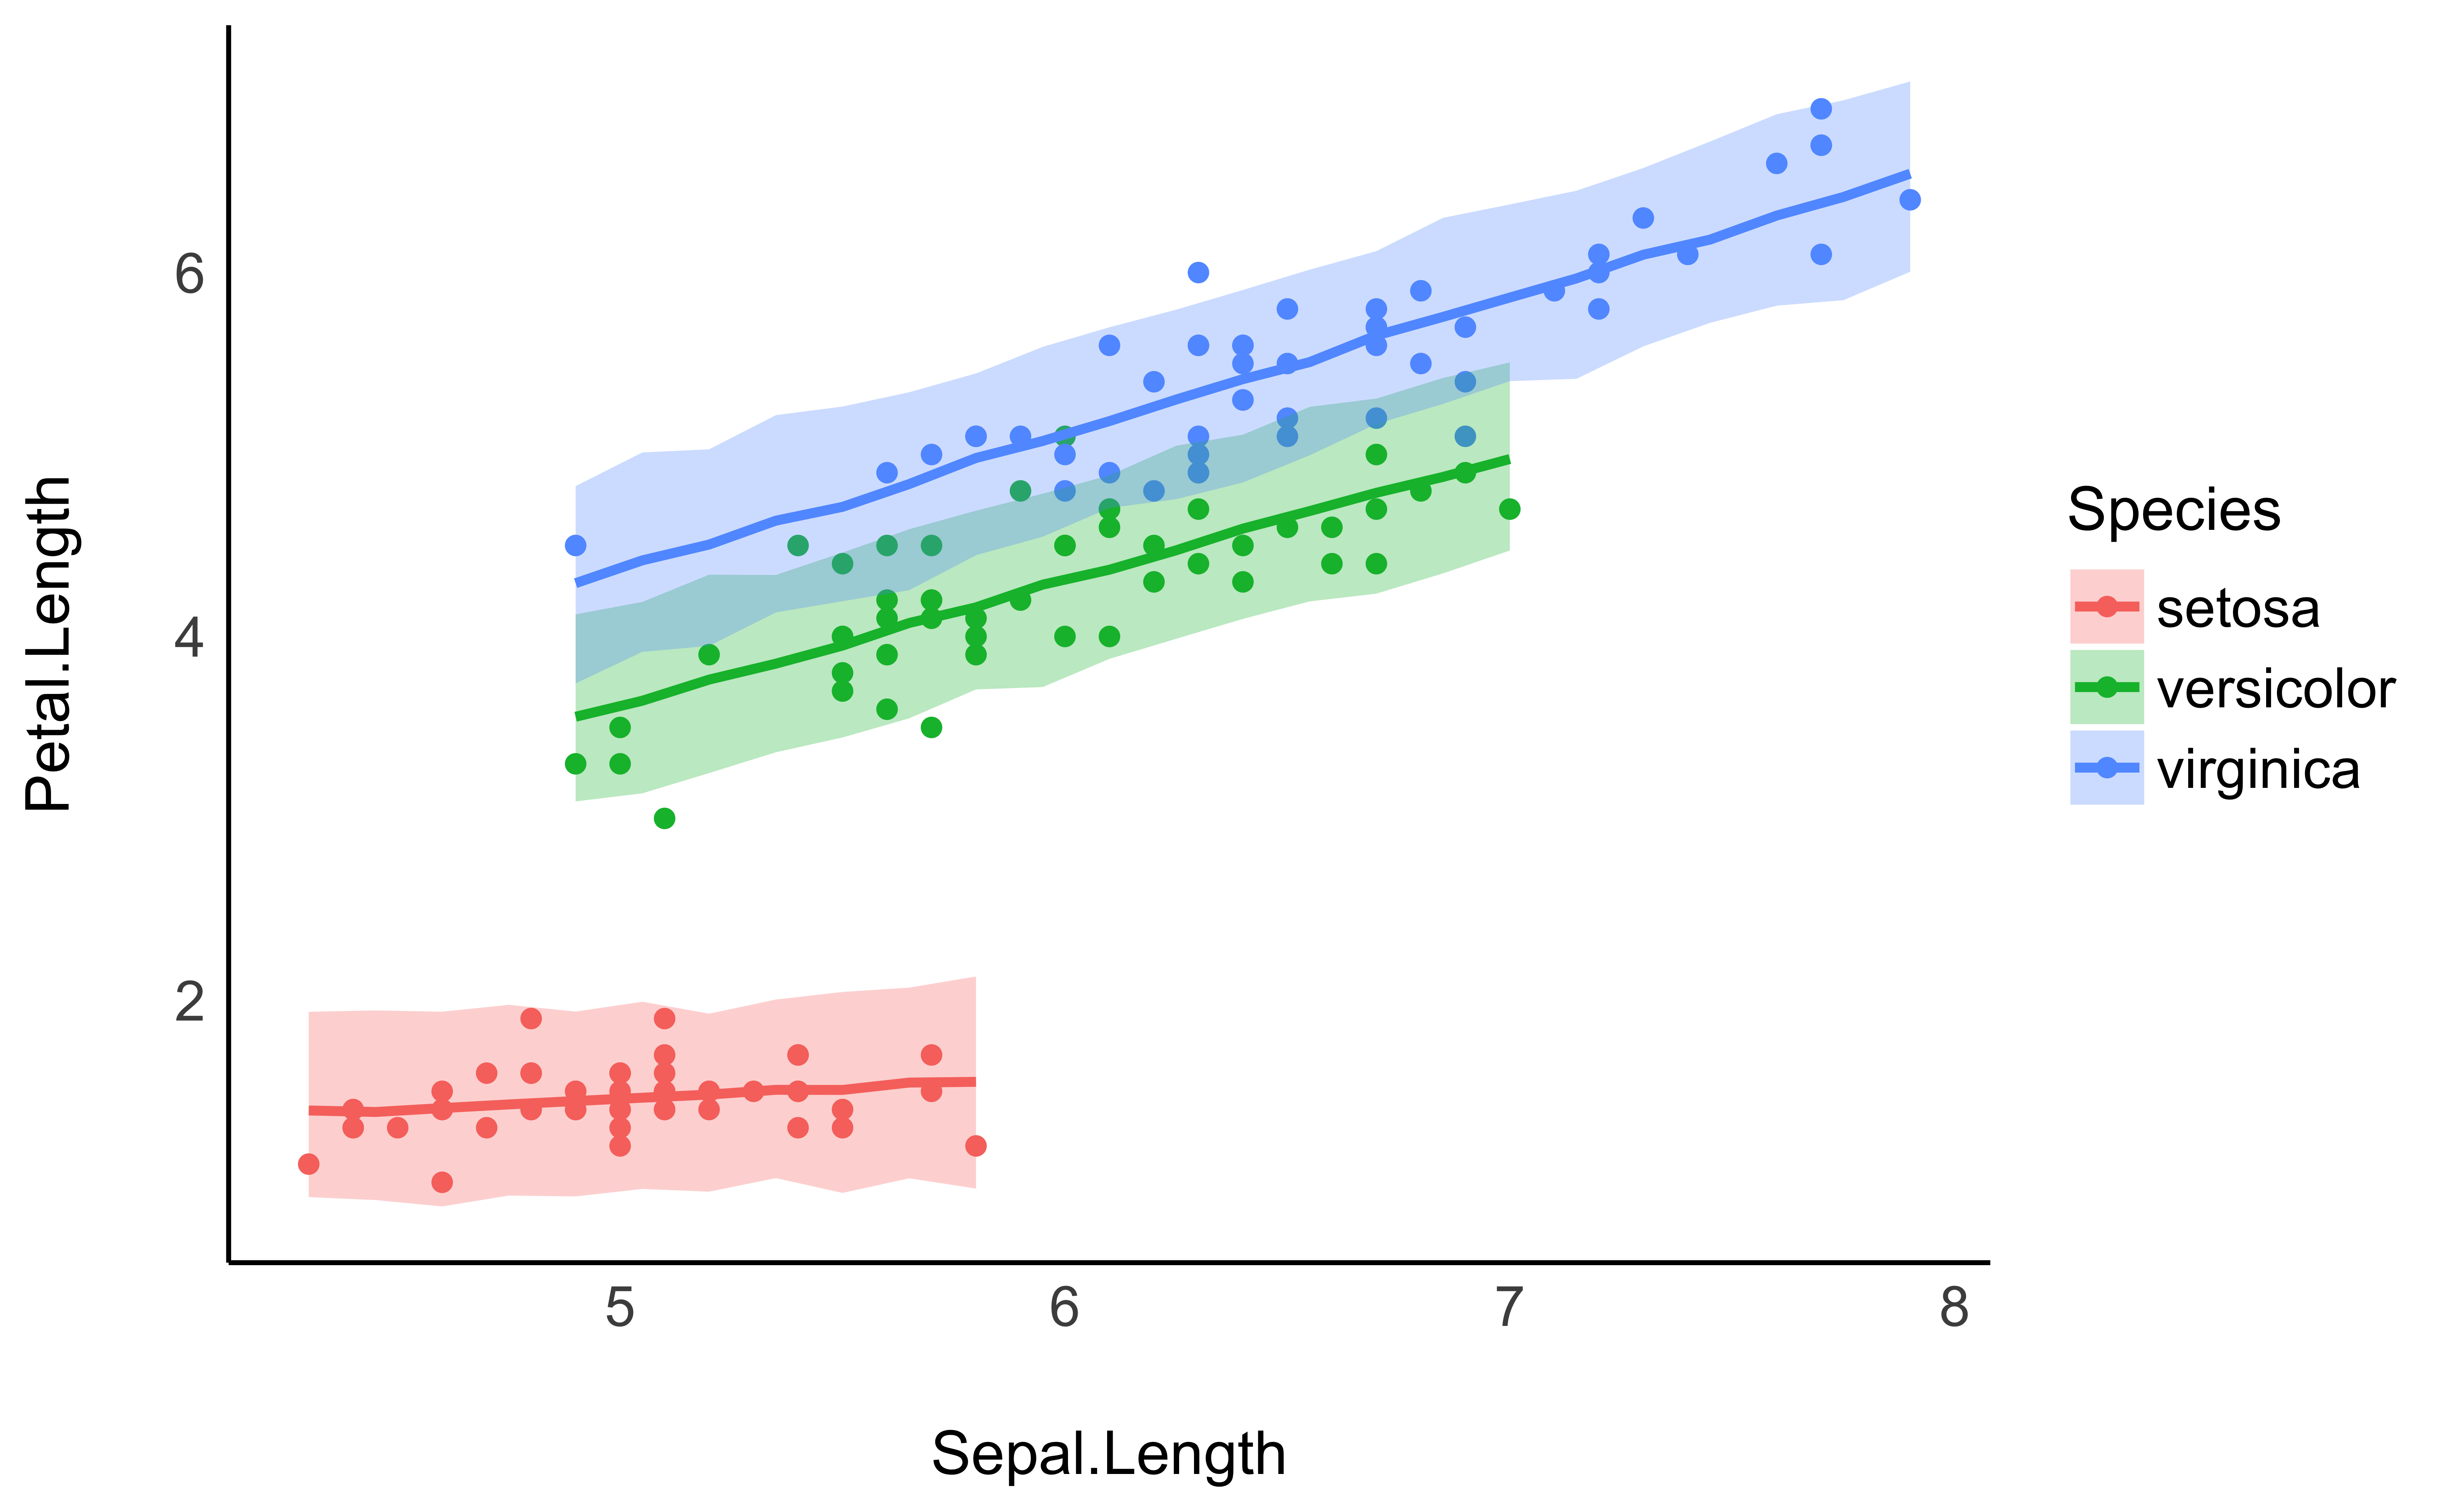 Petal.Length
6
4
2
5 6 7 8
Sepal.Length
Species
setosa
versicolor
virginica